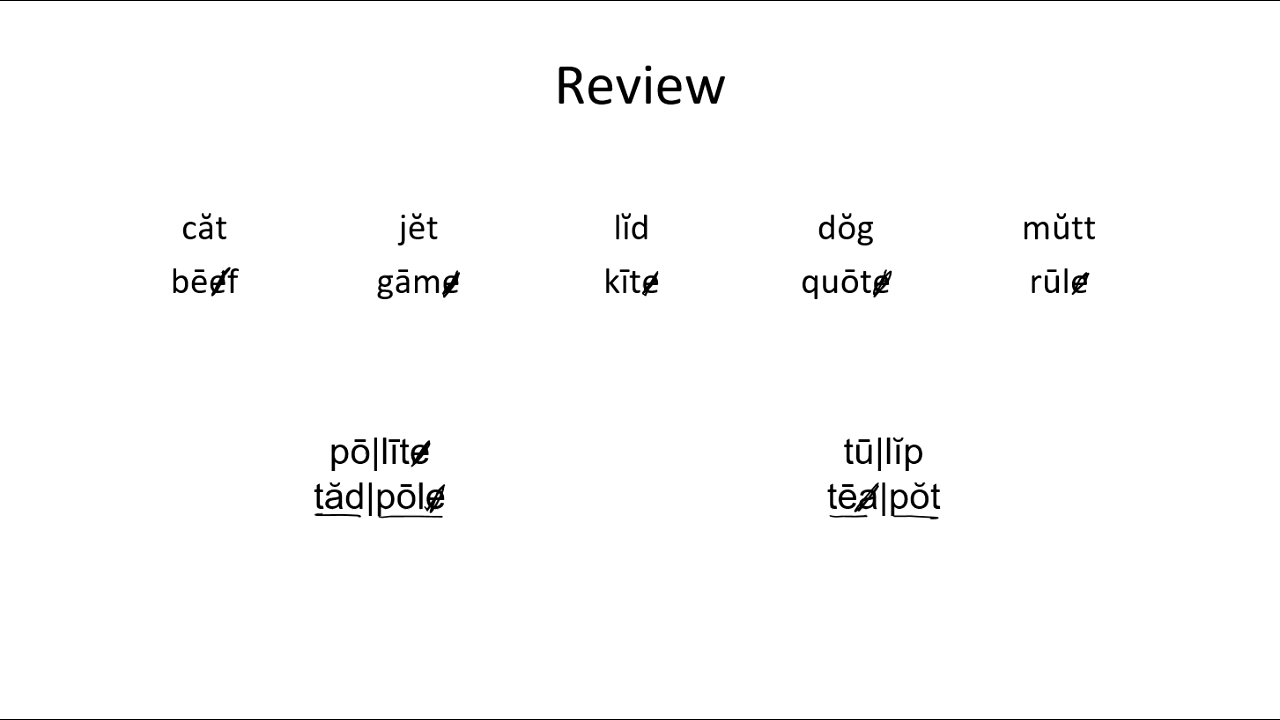 Review
căt jĕt lĭd dŏg mŭtt
bēef gāme kīte quōte rūle
pō|līte tū|lĭp
tăd|pōle tēa|pŏt